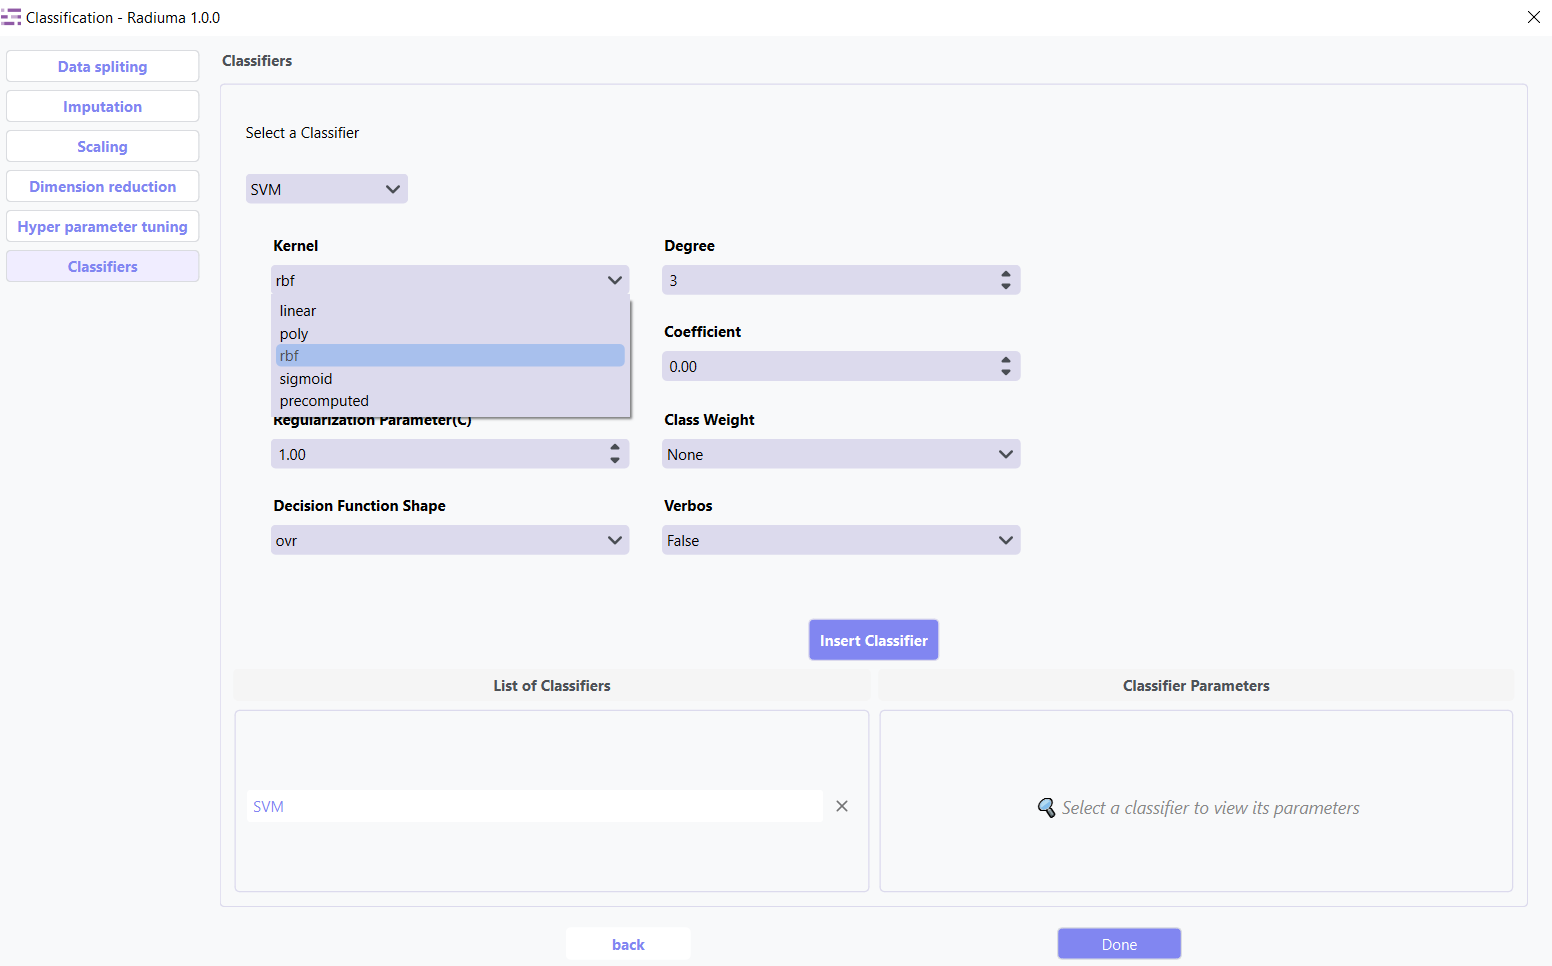 Classification - Radiuma 1.0.0
Data spliting
Imputation
Scaling
Dimension reduction
Hyper parameter tuning
Classifiers
Classifiers
Select a Classifier
SVM
Kernel
rbf
linear
poly
rbf
sigmoid
precomputed
Degree
3
Coefficient
0.00
Regularization Parameter(C)
1.00
Class Weight
None
Decision Function Shape
ovr
Verbos
False
Insert Classifier
List of Classifiers
SVM
Classifier Parameters
Select a classifier to view its parameters
back
Done